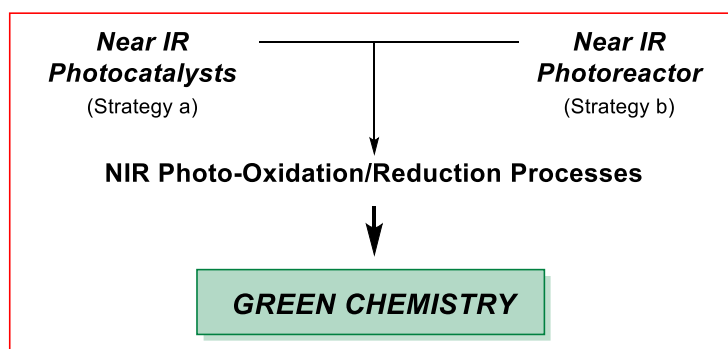 Near IR
Photocatalysts
(Strategy a)
Near IR
Photoreactor
(Strategy b)
NIR Photo-Oxidation/Reduction Processes
GREEN CHEMISTRY